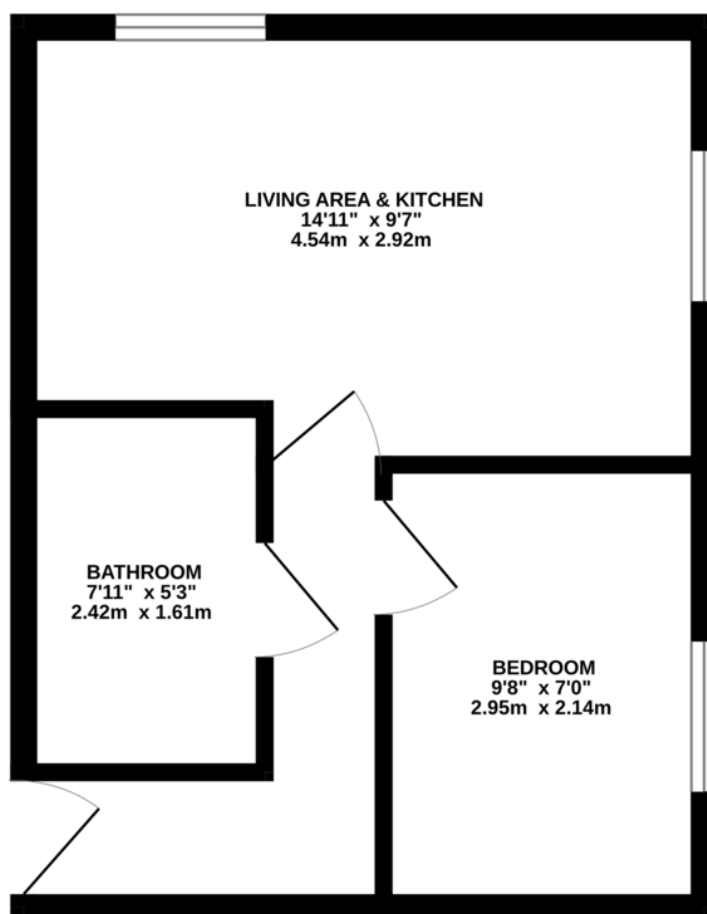 LIVING AREA & KITCHEN
14'11" x 9'7"
4.54m x 2.92m
BATHROOM
7'11" x 5'3"
2.42m x 1.61m
BEDROOM
9'8" x 7'0"
2.95m x 2.14m